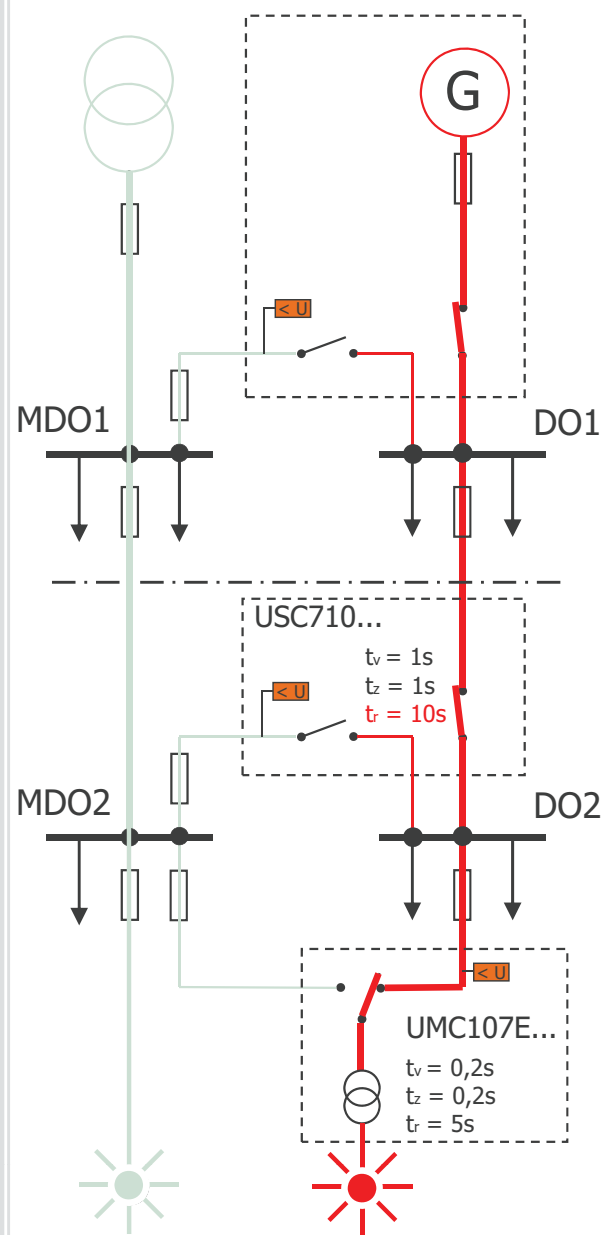 G
< U
MDO1
DO1
USC710...
tv = 1s
tz = 1s
< U
tr = 10s
MDO2
DO2
< U
UMC107E...
tv = 0,2s
tz = 0,2s
tr = 5s